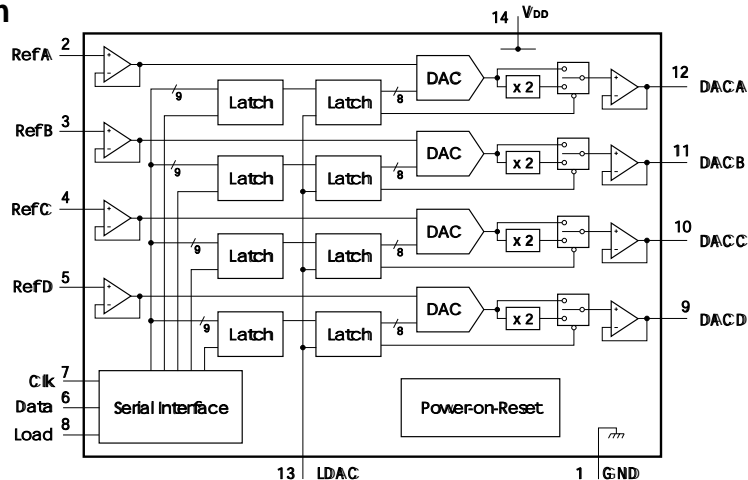 n
14 VDD
RefA 2
DAC
x 2
12 DACA
9
Latch
Latch
8
RefB 3
DAC
x 2
11 DACB
9
Latch
Latch
8
RefC 4
DAC
x 2
10 DACC
9
Latch
Latch
8
RefD 5
DAC
x 2
9 DACD
9
Latch
Latch
8
Clk 7
Data 6
Load 8
Serial Interface
Power-on-Reset
13 LDAC
1 GND